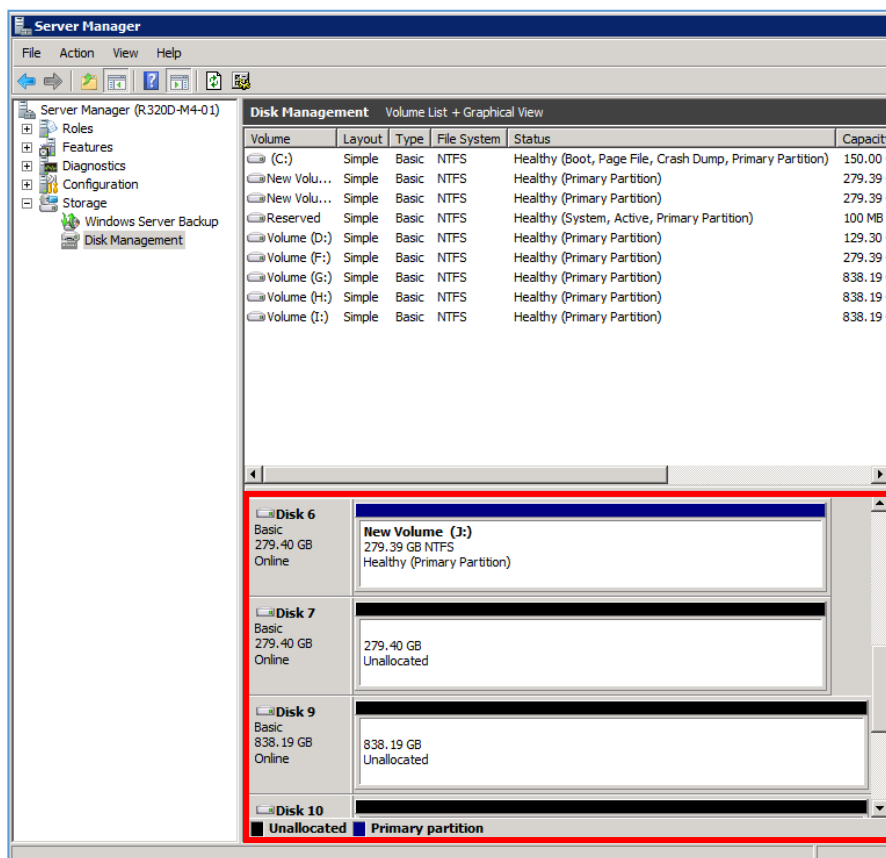 Server Manager
File Action View Help
Server Manager (R320D-M4-01)
Roles
Features
Diagnostics
Configuration
Storage
Windows Server Backup
Disk Management
Disk Management Volume List + Graphical View
Volume Layout Type File System Status Capacit
(C:) Simple Basic NTFS Healthy (Boot, Page File, Crash Dump, Primary Partition) 150.00
New Volu... Simple Basic NTFS Healthy (Primary Partition) 279.39
New Volu... Simple Basic NTFS Healthy (Primary Partition) 279.39
Reserved Simple Basic NTFS Healthy (System, Active, Primary Partition) 100 MB
Volume (D:) Simple Basic NTFS Healthy (Primary Partition) 129.30
Volume (F:) Simple Basic NTFS Healthy (Primary Partition) 279.39
Volume (G:) Simple Basic NTFS Healthy (Primary Partition) 838.19
Volume (H:) Simple Basic NTFS Healthy (Primary Partition) 838.19
Volume (I:) Simple Basic NTFS Healthy (Primary Partition) 838.19
Disk 6
Basic
279.40 GB
Online
New Volume (J:)
279.39 GB NTFS
Healthy (Primary Partition)
Disk 7
Basic
279.40 GB
Online
279.40 GB
Unallocated
Disk 9
Basic
838.19 GB
Online
838.19 GB
Unallocated
Disk 10
Unallocated Primary partition